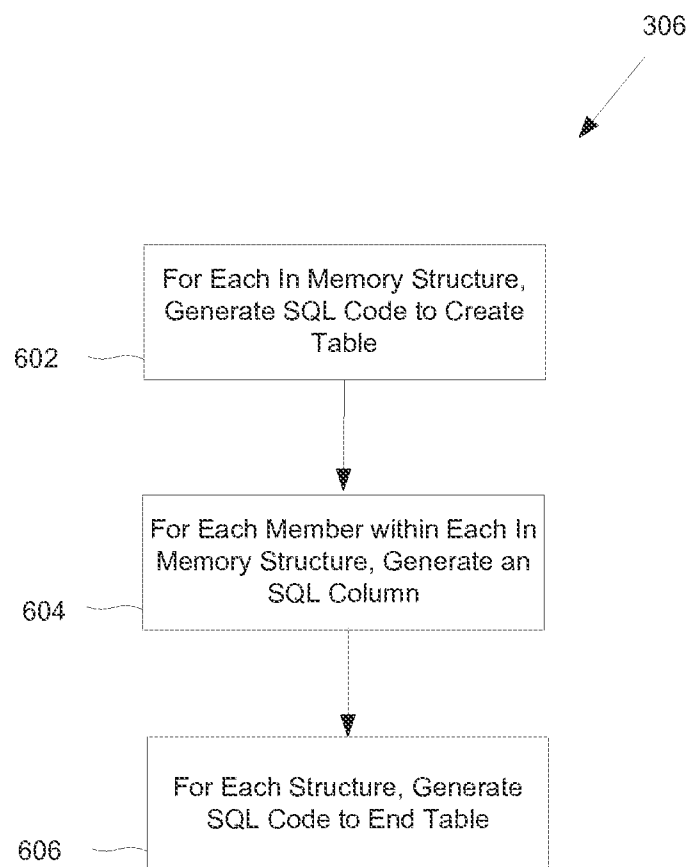 306
For Each In Memory Structure,
Generate SQL Code to Create
Table
602
For Each Member within Each In
Memory Structure, Generate an
SQL Column
604
For Each Structure, Generate
SQL Code to End Table
606